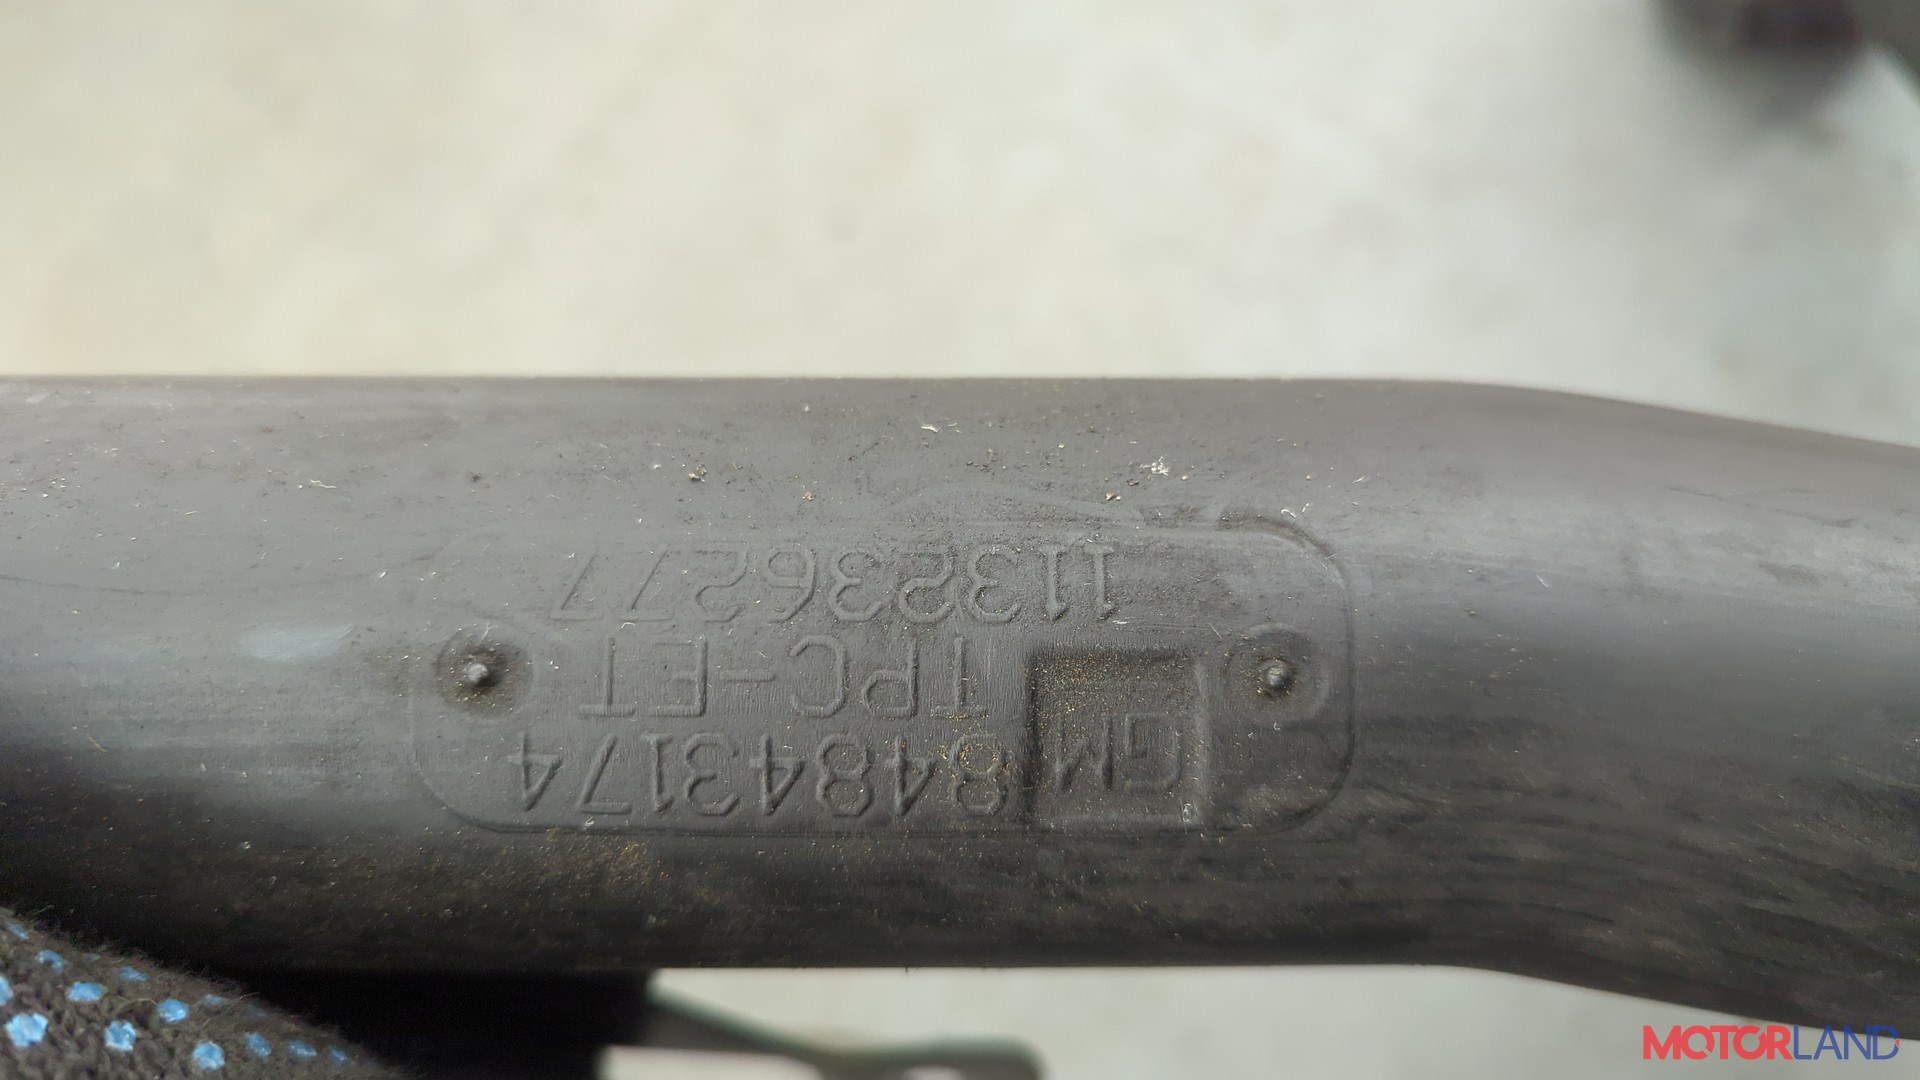 GM 84843174
TPC-ET
113236277
MOTORLAND